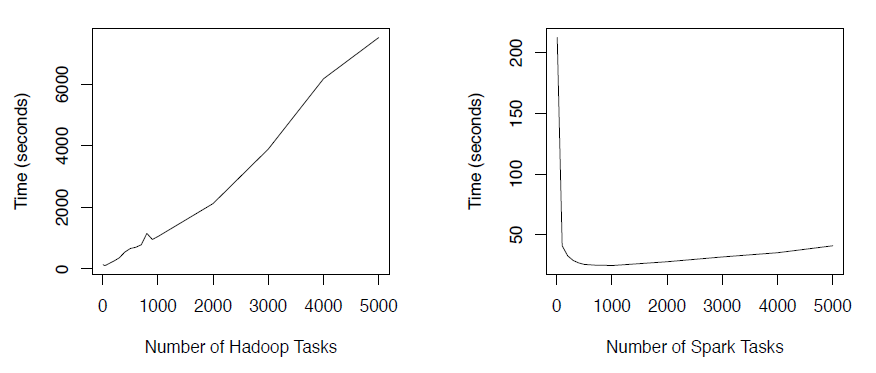 Time (seconds)
6000
4000
2000
0
0 1000 2000 3000 4000 5000
Number of Hadoop Tasks
Time (seconds)
200
150
100
50
0 1000 2000 3000 4000 5000
Number of Spark Tasks